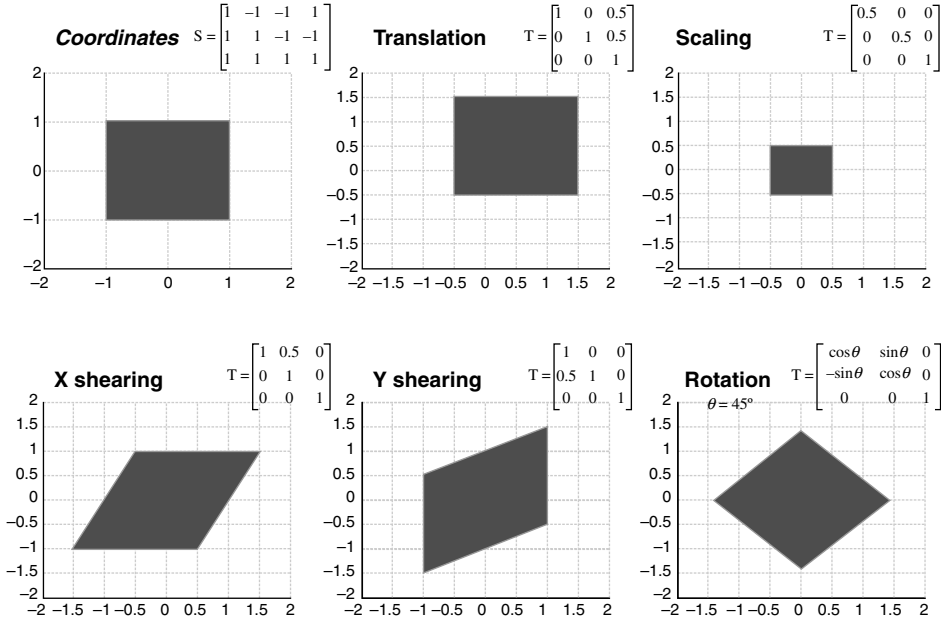 Coordinates S = [1 –1 –1 1
1 1 –1 –1
1 1 1 1]
2
1
0
–1
–2
–2 –1 0 1 2
Translation T = [1 0 0.5
0 1 0.5
0 0 1]
2
1.5
1
0.5
0
–0.5
–1
–1.5
–2
–2 –1.5 –1 –0.5 0 0.5 1 1.5 2
Scaling T = [0.5 0 0
0 0.5 0
0 0 1]
2
1.5
1
0.5
0
–0.5
–1
–1.5
–2
–2 –1.5 –1 –0.5 0 0.5 1 1.5 2
X shearing T = [1 0.5 0
0 1 0
0 0 1]
2
1.5
1
0.5
0
–0.5
–1
–1.5
–2
–2 –1.5 –1 –0.5 0 0.5 1 1.5 2
Y shearing T = [1 0 0
0.5 1 0
0 0 1]
2
1.5
1
0.5
0
–0.5
–1
–1.5
–2
–2 –1.5 –1 –0.5 0 0.5 1 1.5 2
Rotation T = [cosθ sinθ 0
–sinθ cosθ 0
0 0 1]
θ = 45º
2
1.5
1
0.5
0
–0.5
–1
–1.5
–2
–2 –1.5 –1 –0.5 0 0.5 1 1.5 2